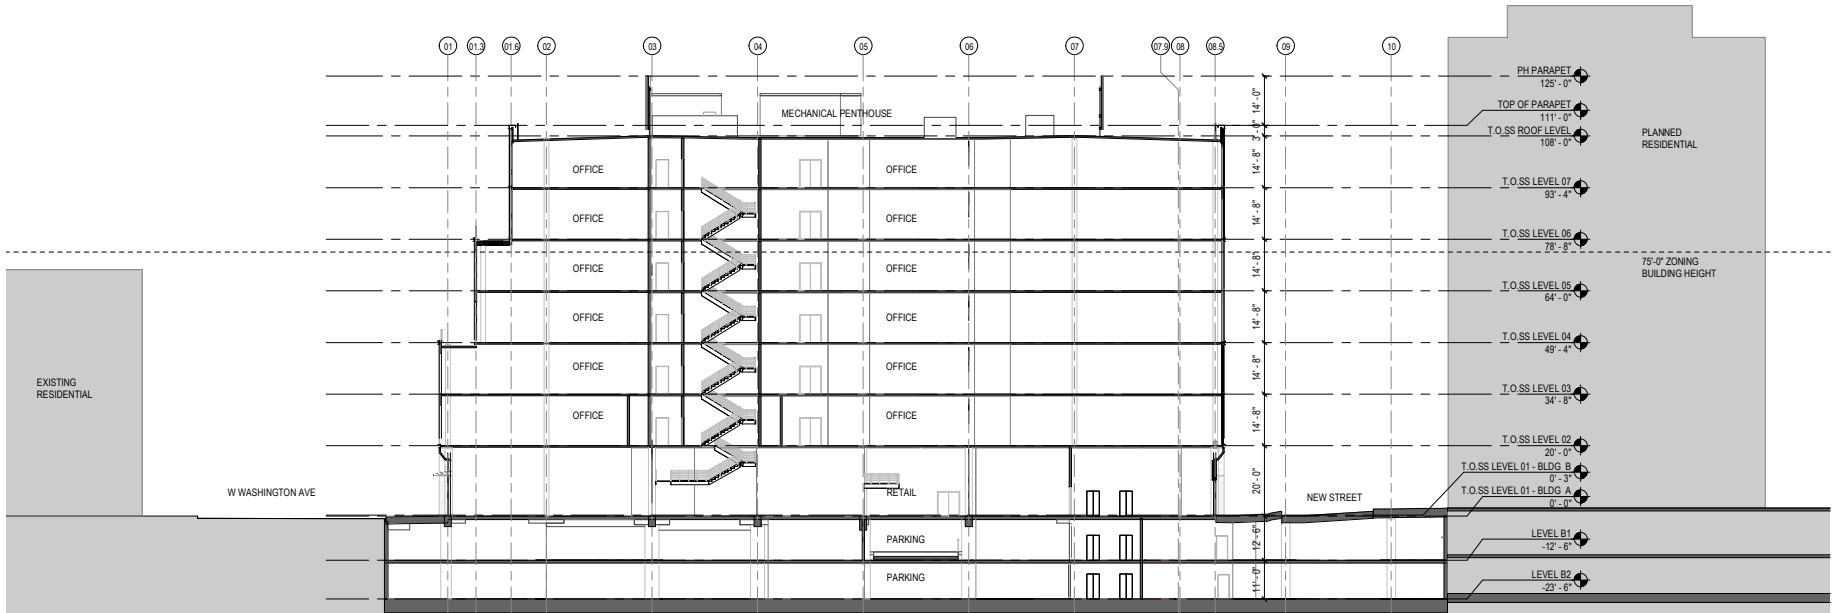 01 01.3 01.6 02 03 04 05 06 07 07.9 08 08.5 09 10
PH PARAPET
125' - 0"
14' - 0"
MECHANICAL PENTHOUSE
TOP OF PARAPET
111' - 0"
3' - 0"
T.O.SS ROOF LEVEL
108' - 0"
PLANNED
RESIDENTIAL
OFFICE OFFICE 14' - 8"
T.O.SS LEVEL 07
93' - 4"
OFFICE OFFICE 14' - 8"
T.O.SS LEVEL 06
78' - 8"
75'-0" ZONING
BUILDING HEIGHT
OFFICE OFFICE 14' - 8"
T.O.SS LEVEL 05
64' - 0"
OFFICE OFFICE 14' - 8"
T.O.SS LEVEL 04
49' - 4"
OFFICE OFFICE 14' - 8"
EXISTING
RESIDENTIAL
T.O.SS LEVEL 03
34' - 8"
OFFICE OFFICE 14' - 8"
T.O.SS LEVEL 02
20' - 0"
T.O.SS LEVEL 01 - BLDG B
0' - 3"
20' - 0"
W WASHINGTON AVE RETAIL NEW STREET
T.O.SS LEVEL 01 - BLDG A
0' - 0"
PARKING 12' - 6"
LEVEL B1
-12' - 6"
PARKING 11' - 0"
LEVEL B2
-23' - 6"